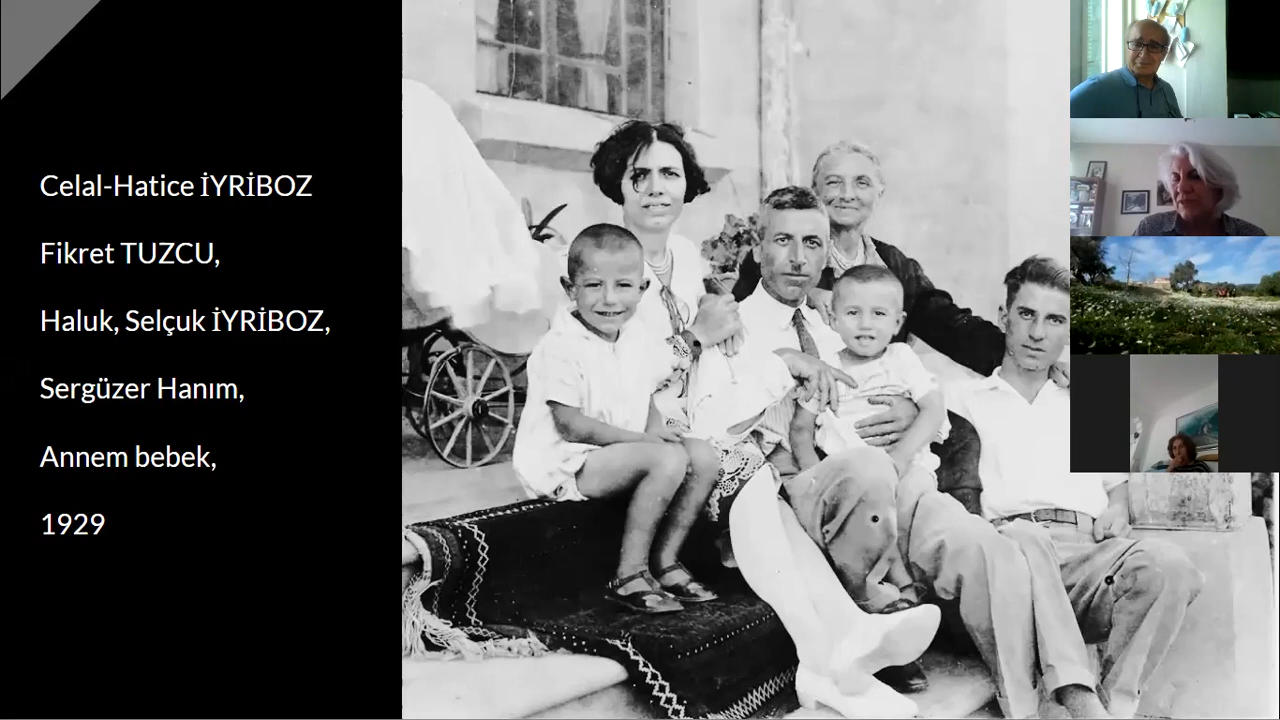 Celal-Hatice İYRİBOZ
Fikret TUZCU,
Haluk, Selçuk İYRİBOZ,
Sergüzer Hanım,
Annem bebek,
1929